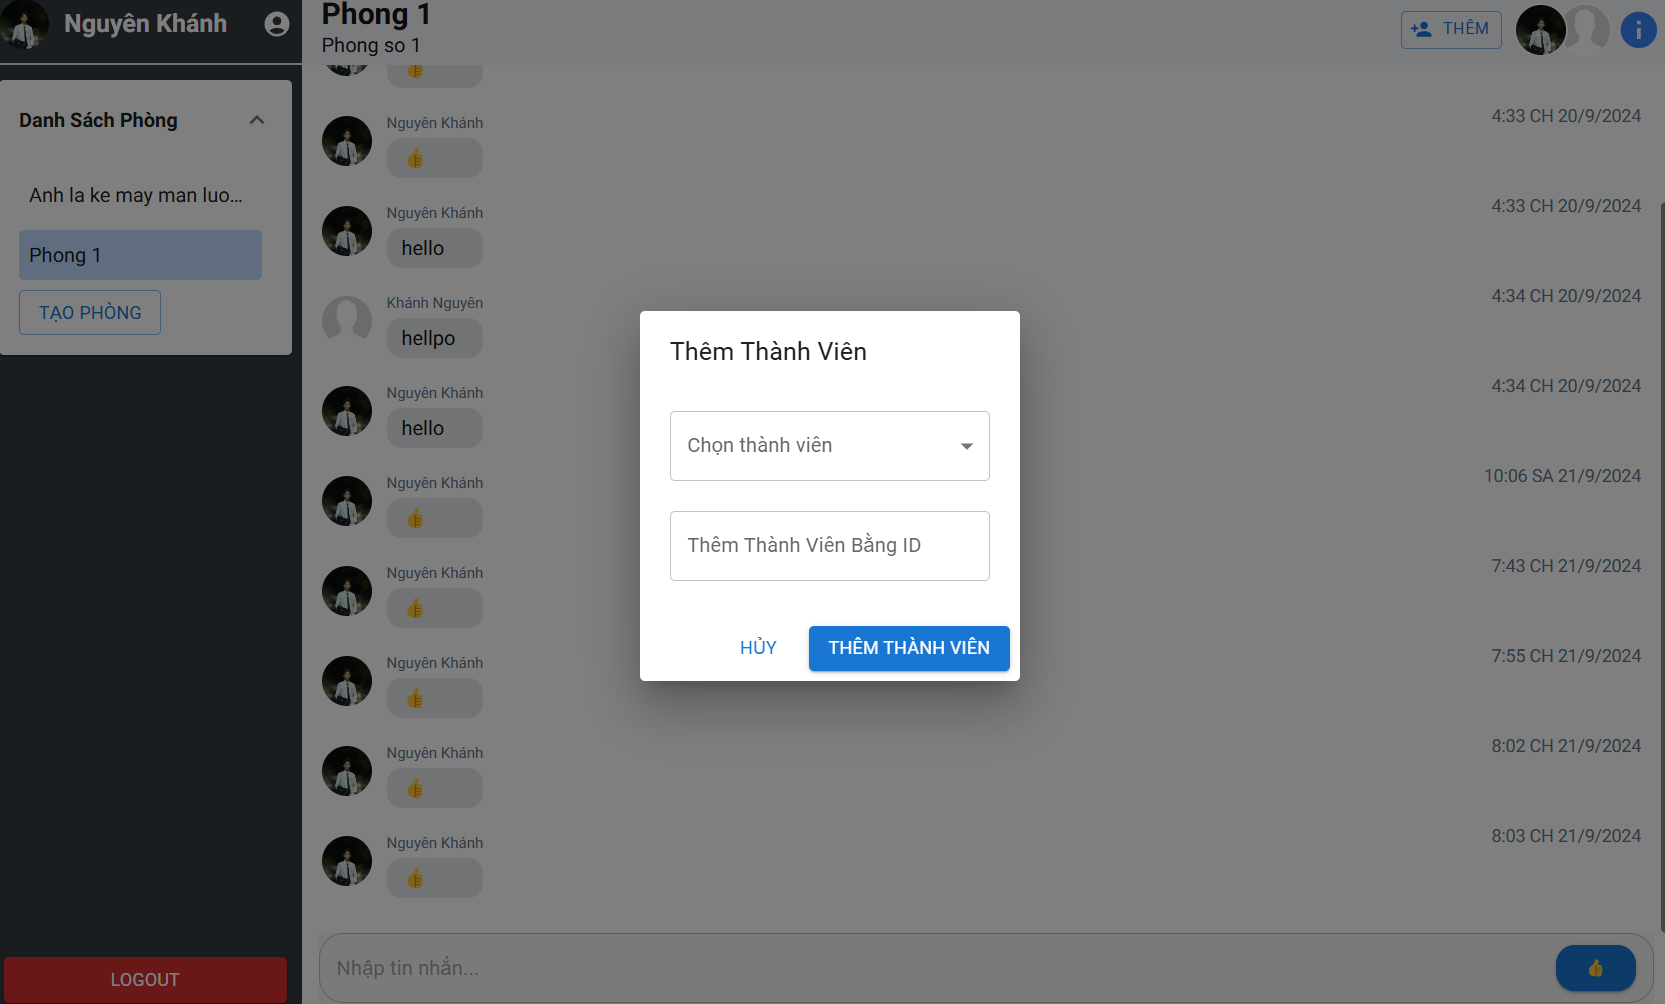 Nguyên Khánh
Danh Sách Phòng
Anh la ke may man luo...
Phong 1
TẠO PHÒNG
LOGOUT
Phong 1
Phong so 1
THÊM
👍
Nguyên Khánh
4:33 CH 20/9/2024
👍
Nguyên Khánh
4:33 CH 20/9/2024
hello
Khánh Nguyên
4:34 CH 20/9/2024
hellpo
Nguyên Khánh
4:34 CH 20/9/2024
hello
Nguyên Khánh
10:06 SA 21/9/2024
👍
Nguyên Khánh
7:43 CH 21/9/2024
👍
Nguyên Khánh
7:55 CH 21/9/2024
👍
Nguyên Khánh
8:02 CH 21/9/2024
👍
Nguyên Khánh
8:03 CH 21/9/2024
👍
Nhập tin nhắn...
👍
Thêm Thành Viên
Chọn thành viên
Thêm Thành Viên Bằng ID
HỦY
THÊM THÀNH VIÊN